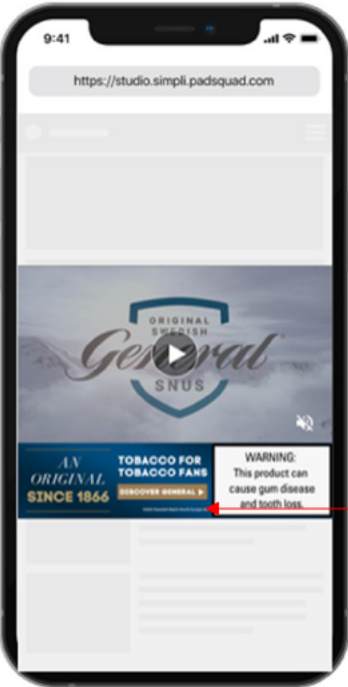 9:41
https://studio.simpli.padsquad.com
ORIGINAL
SWEDISH
General
SNUS
AN
ORIGINAL
SINCE 1866
TOBACCO FOR
TOBACCO FANS
DISCOVER GENERAL
WARNING:
This product can
cause gum disease
and tooth loss.